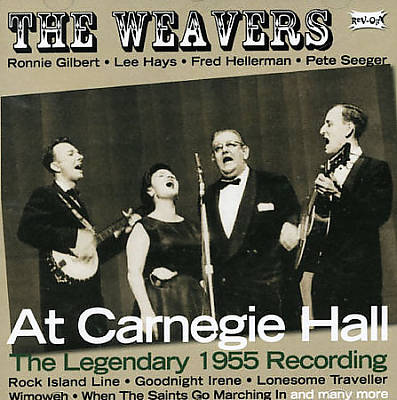 THE WEAVERS
REV-OLA
Ronnie Gilbert • Lee Hays • Fred Hellerman • Pete Seeger
At Carnegie Hall
The Legendary 1955 Recording
Rock Island Line • Goodnight Irene • Lonesome Traveller
Wimoweh • When The Saints Go Marching In and many more